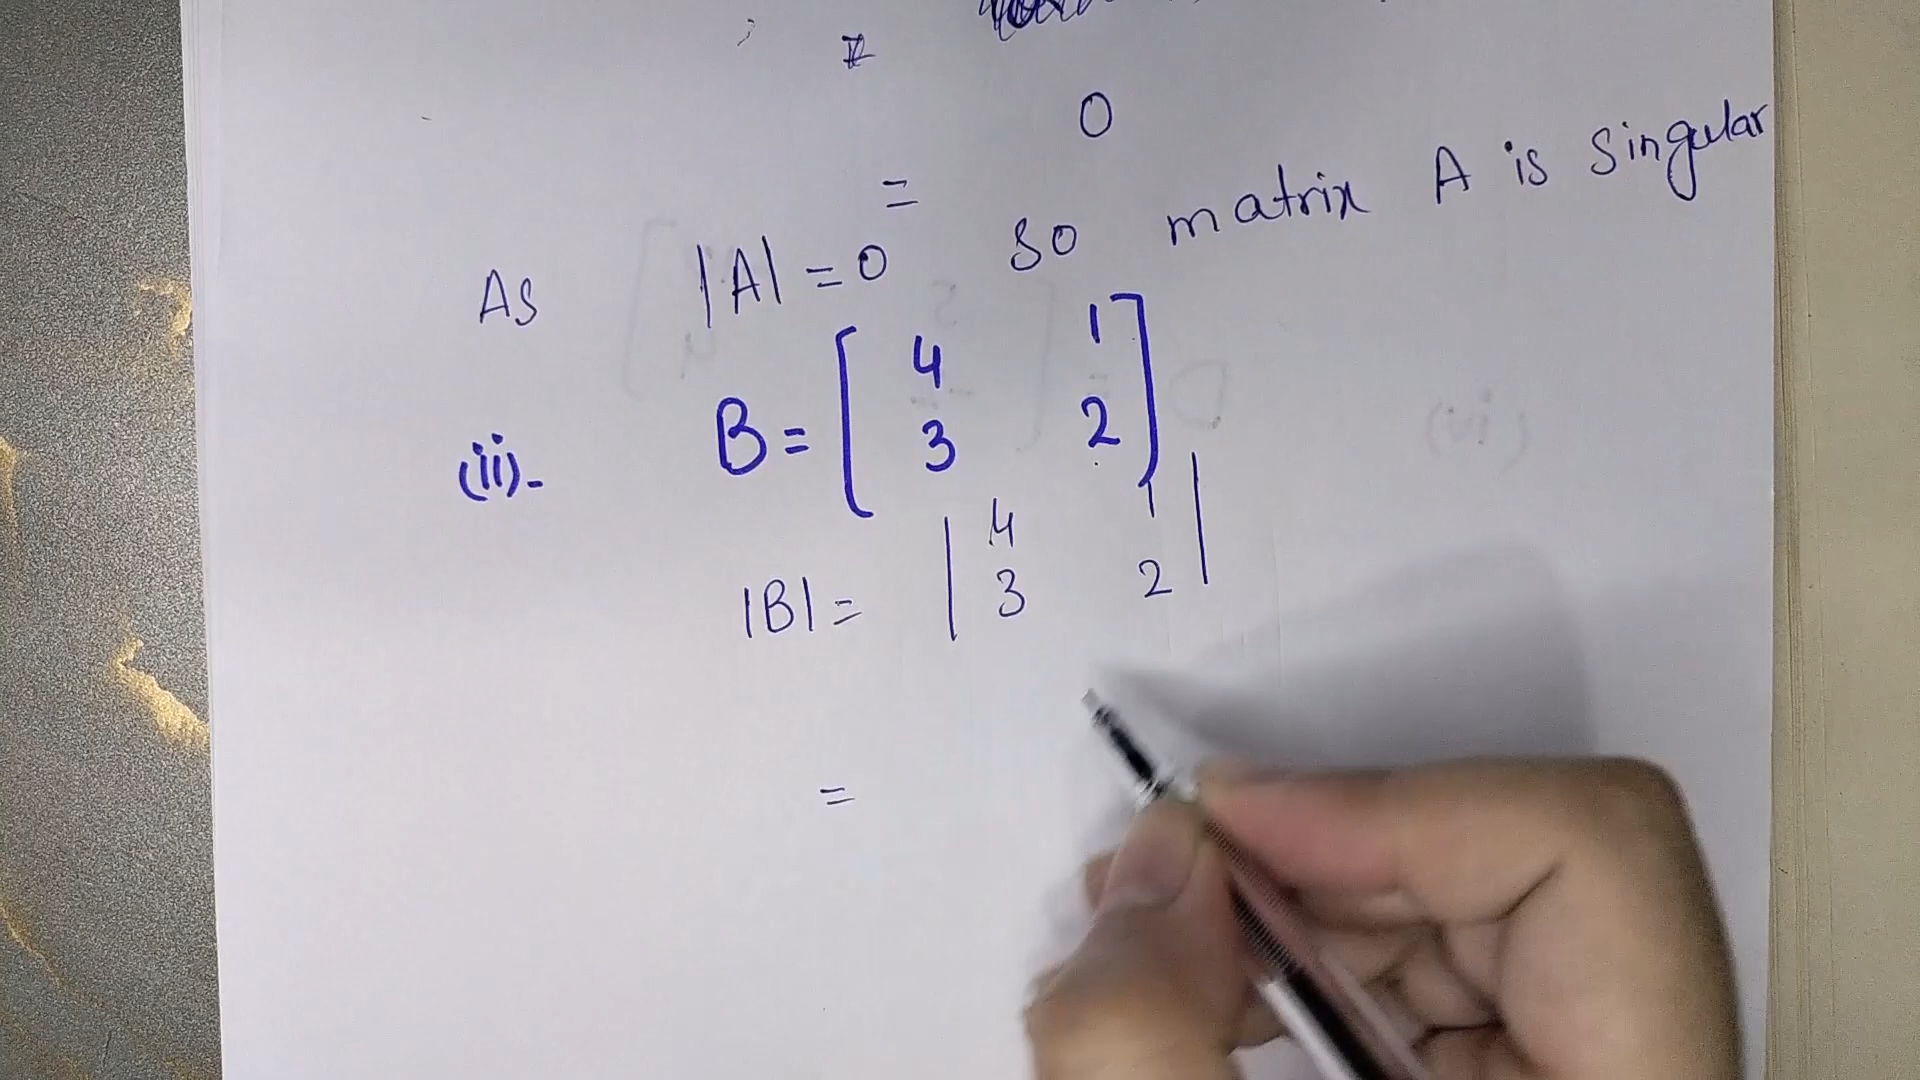 0
=
As |A| = 0 So matrix A is singular
(ii). B = [ 4 1
3 2 ]
|B| = | 4 1
3 2 |
=